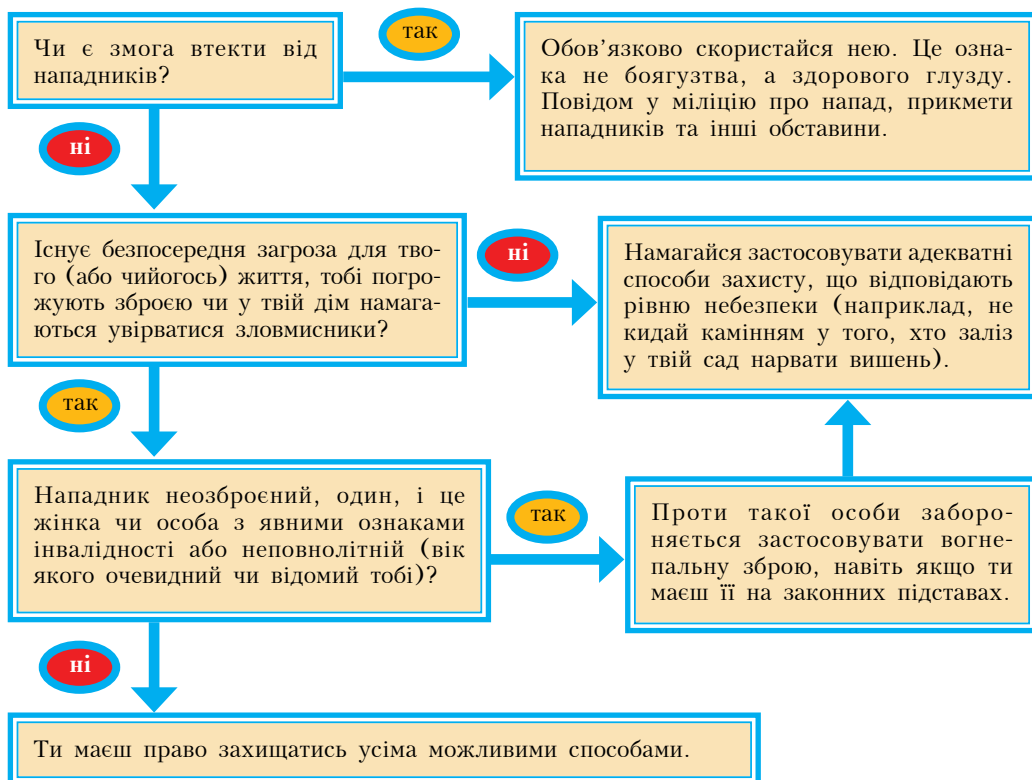 Чи є змога втекти від
нападників?
так
Обов’язково скористайся нею. Це озна-
ка не боягузтва, а здорового глузду.
Повідом у міліцію про напад, прикмети
нападників та інші обставини.
ні
Існує безпосередня загроза для тво-
го (або чийогось) життя, тобі погро-
жують зброєю чи у твій дім намага-
ються увірватися зловмисники?
ні
Намагайся застосовувати адекватні
способи захисту, що відповідають
рівню небезпеки (наприклад, не
кидай камінням у того, хто заліз
у твій сад нарвати вишень).
так
Нападник неозброєний, один, і це
жінка чи особа з явними ознаками
інвалідності або неповнолітній (вік
якого очевидний чи відомий тобі)?
так
Проти такої особи заборо-
няється застосовувати вогне-
пальну зброю, навіть якщо ти
маєш її на законних підставах.
ні
Ти маєш право захищатись усіма можливими способами.